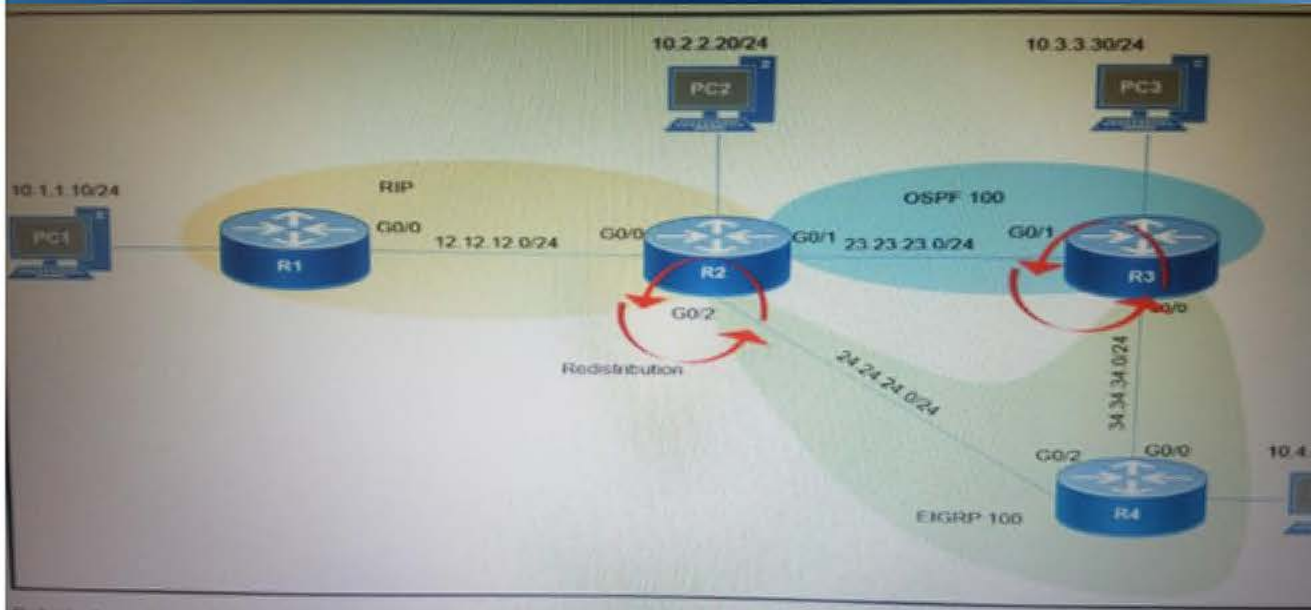 10.2.2.20/24
10.3.3.30/24
PC2
PC3
10.1.1.10/24
RIP
OSPF 100
PC1
G0/0
12.12.12.0/24
G0/0
G0/1
23.23.23.0/24
G0/1
R1
R2
R3
G0/2
G0/0
Redistribution
24.24.24.0/24
34.34.34.0/24
G0/2
G0/0
10.4.
EIGRP 100
R4